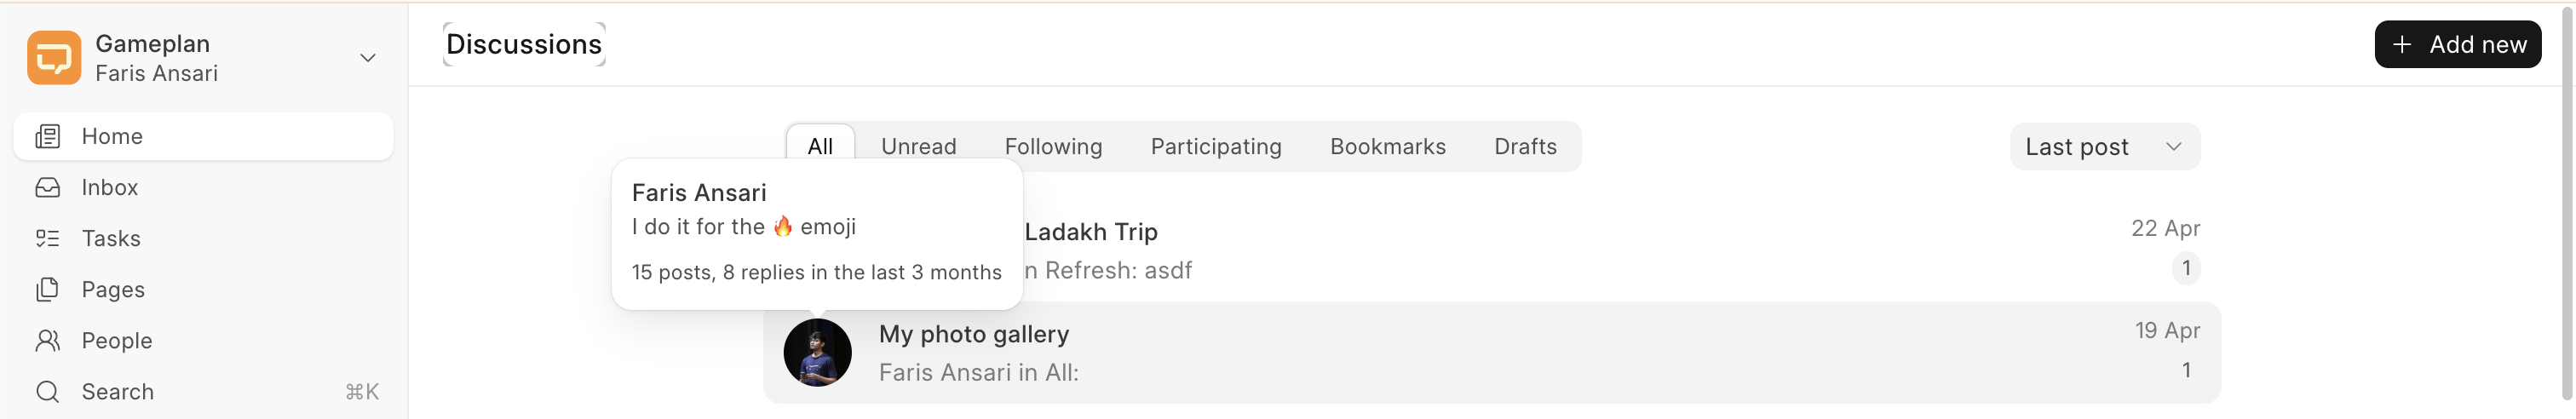 Gameplan
Faris Ansari
Home
Inbox
Tasks
Pages
People
Search ⌘K
Discussions
+ Add new
All Unread Following Participating Bookmarks Drafts
Last post
Faris Ansari
I do it for the 🔥 emoji
15 posts, 8 replies in the last 3 months
Ladakh Trip 22 Apr
n Refresh: asdf 1
My photo gallery 19 Apr
Faris Ansari in All: 1